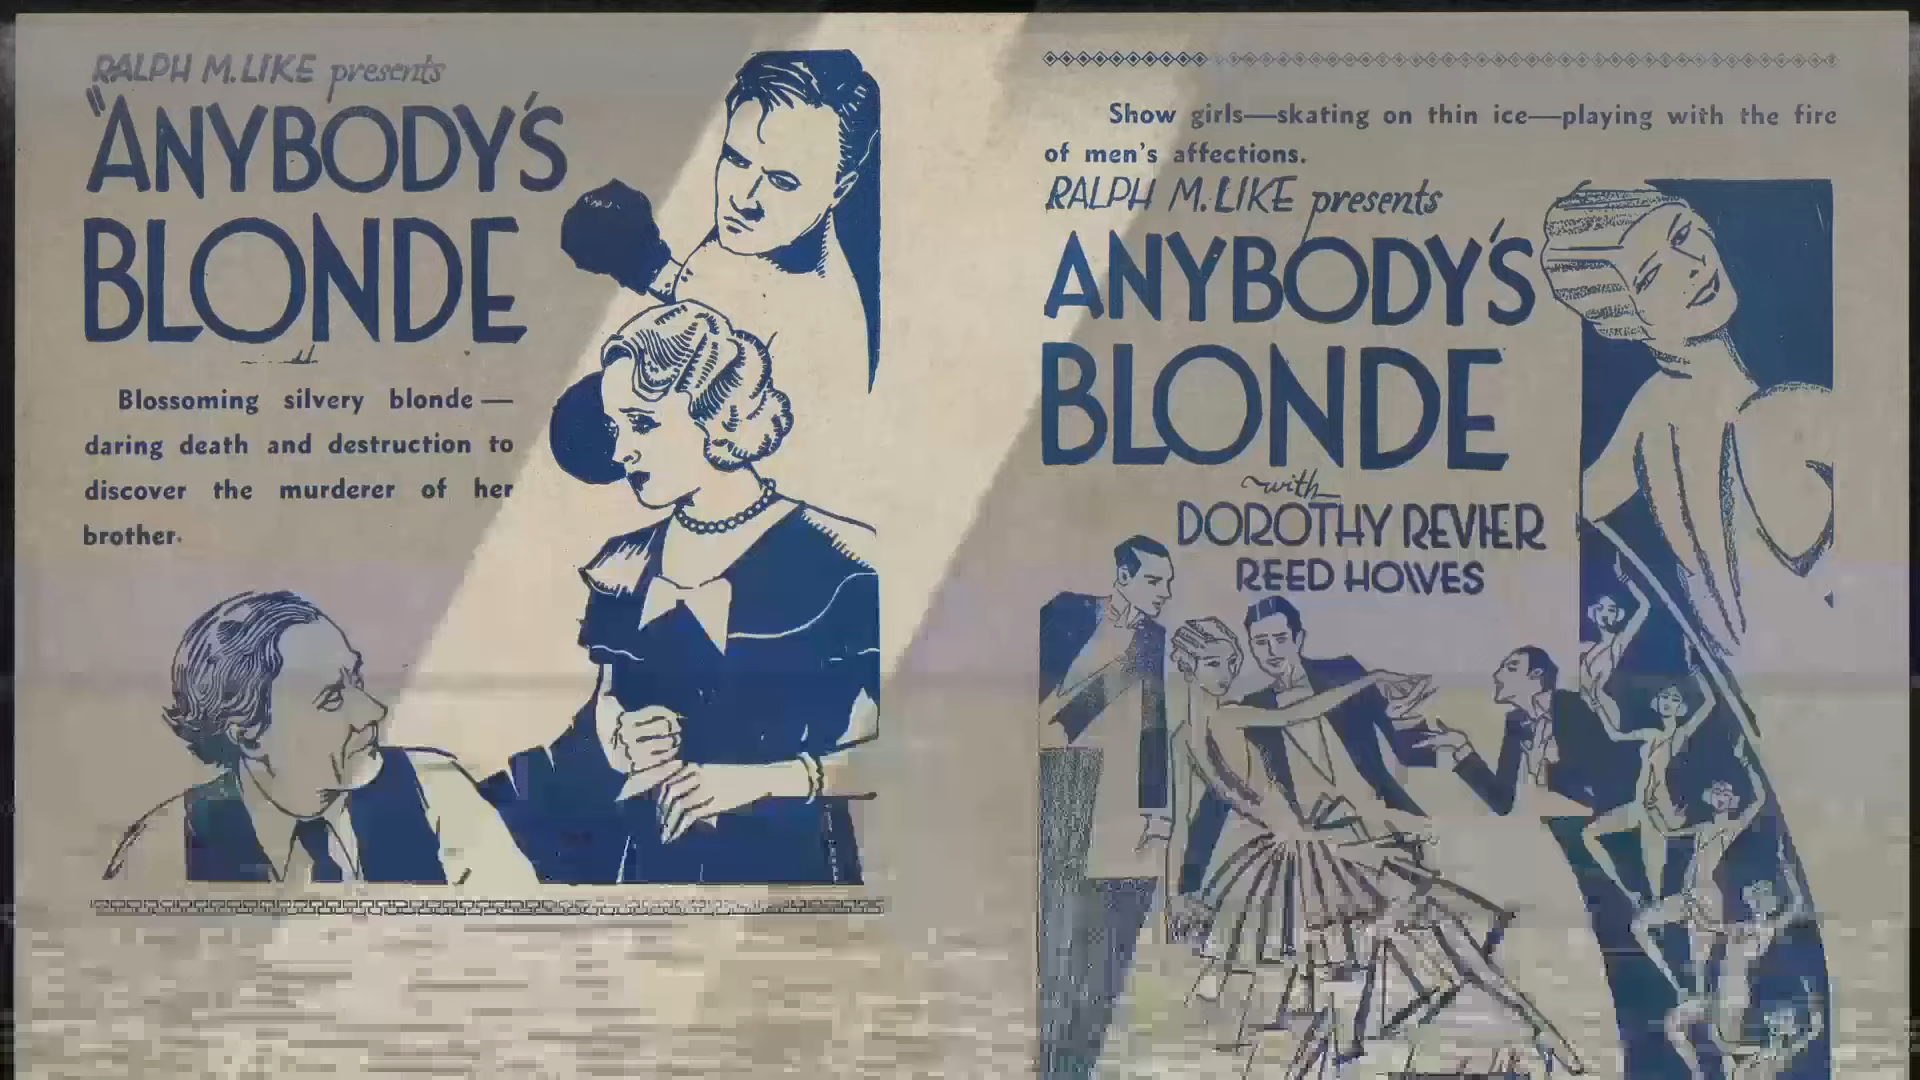 RALPH M. LIKE presents
"ANYBODY'S
BLONDE
Blossoming silvery blonde —
daring death and destruction to
discover the murderer of her
brother.
Show girls—skating on thin ice—playing with the fire
of men's affections.
RALPH M. LIKE presents
ANYBODY'S
BLONDE
with
DOROTHY REVIER
REED HOWES